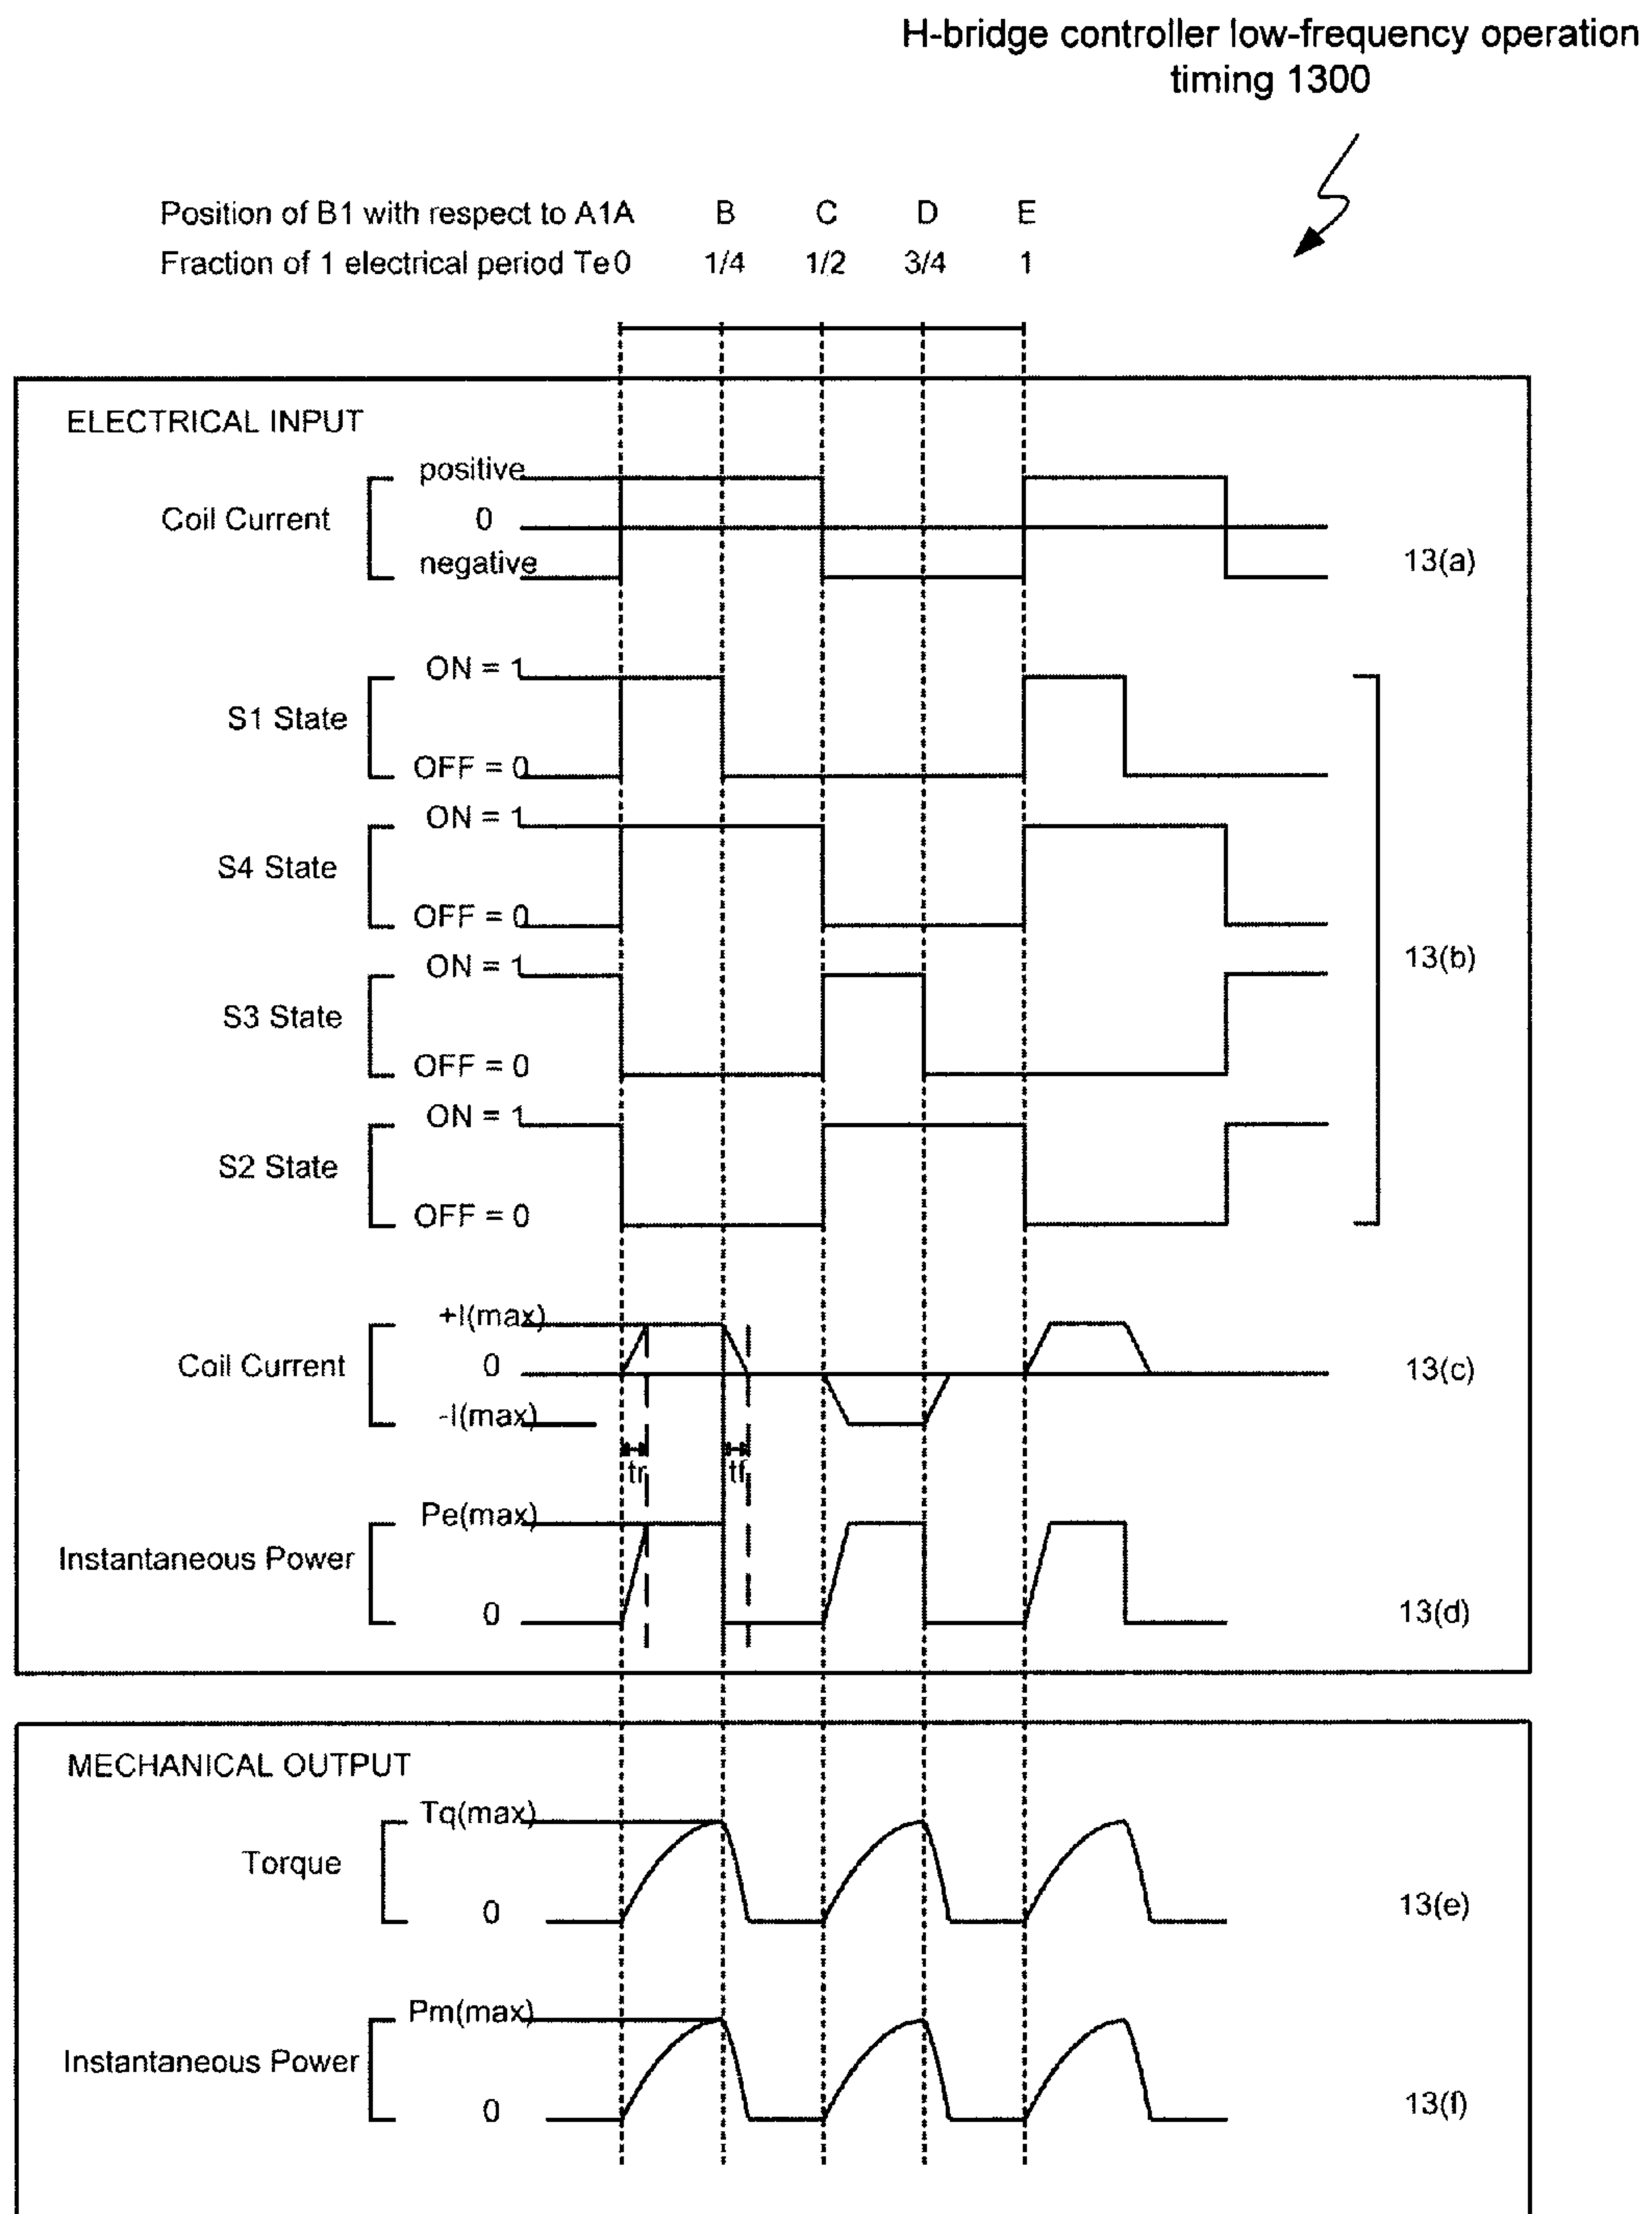 H-bridge controller low-frequency operation
timing 1300
Position of B1 with respect to A1A B C D E
Fraction of 1 electrical period Te0 1/4 1/2 3/4 1
ELECTRICAL INPUT
positive
Coil Current 0
negative
13(a)
ON = 1
S1 State
OFF = 0
ON = 1
S4 State
OFF = 0
13(b)
ON = 1
S3 State
OFF = 0
ON = 1
S2 State
OFF = 0
+I(max)
Coil Current 0 13(c)
-I(max)
tr tf
Pe(max)
Instantaneous Power
0 13(d)
MECHANICAL OUTPUT
Tq(max)
Torque
0 13(e)
Pm(max)
Instantaneous Power
0 13(f)